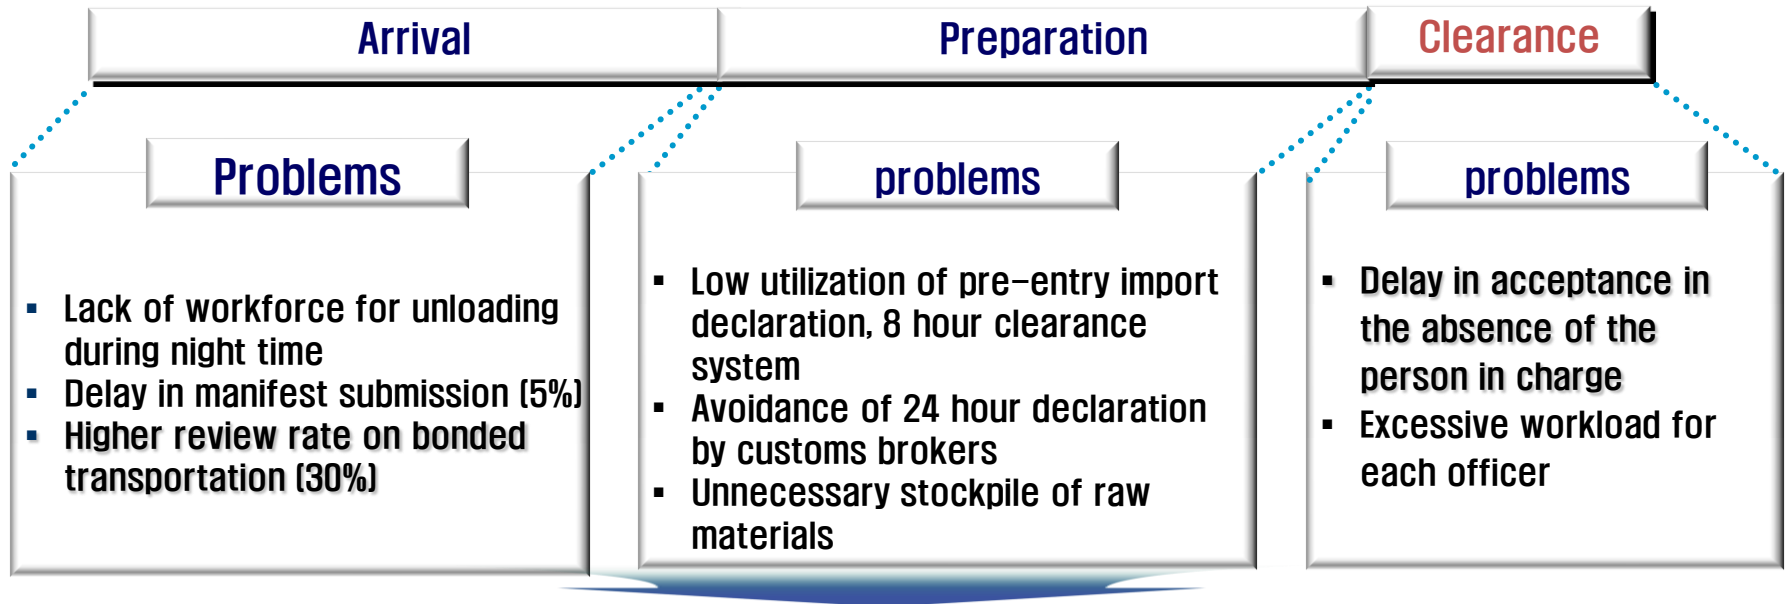 Arrival
Preparation
Clearance
Problems
▪ Lack of workforce for unloading
during night time
▪ Delay in manifest submission (5%)
▪ Higher review rate on bonded
transportation (30%)
problems
▪ Low utilization of pre-entry import
declaration, 8 hour clearance
system
▪ Avoidance of 24 hour declaration
by customs brokers
▪ Unnecessary stockpile of raw
materials
problems
▪ Delay in acceptance in
the absence of the
person in charge
▪ Excessive workload for
each officer